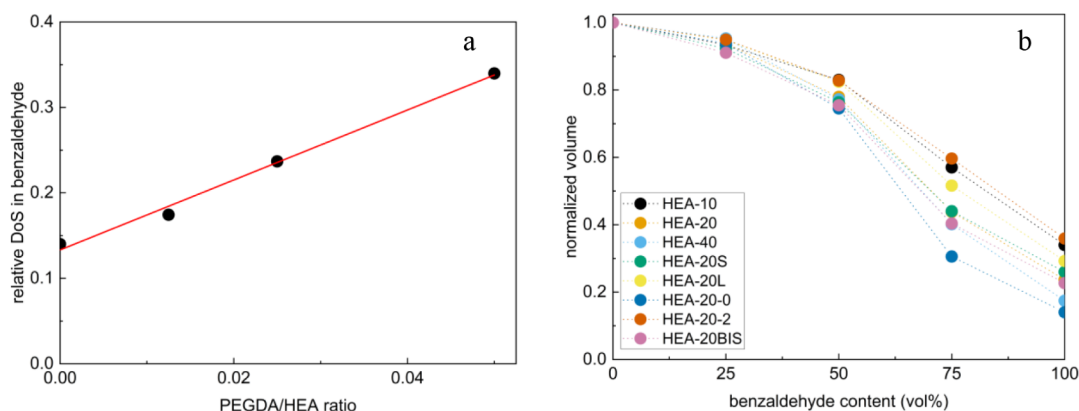 a
0.4
0.3
0.2
0.1
0.0
relative DoS in benzaldehyde
0.00
0.02
0.04
PEGDA/HEA ratio
b
1.0
0.8
0.6
0.4
0.2
0.0
normalized volume
HEA-10
HEA-20
HEA-40
HEA-20S
HEA-20L
HEA-20-0
HEA-20-2
HEA-20BIS
0
25
50
75
100
benzaldehyde content (vol%)